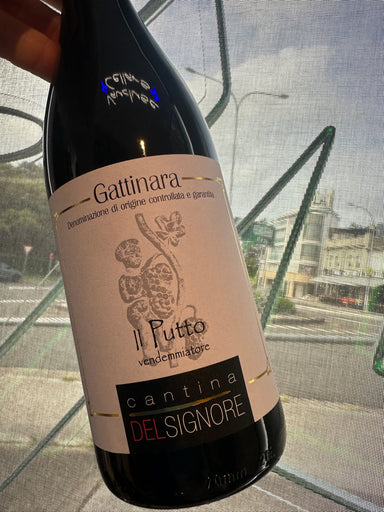 Gattinara
Denominazione di origine controllata e garantita
Il Putto
vendemmiatore
cantina
DELSIGNORE